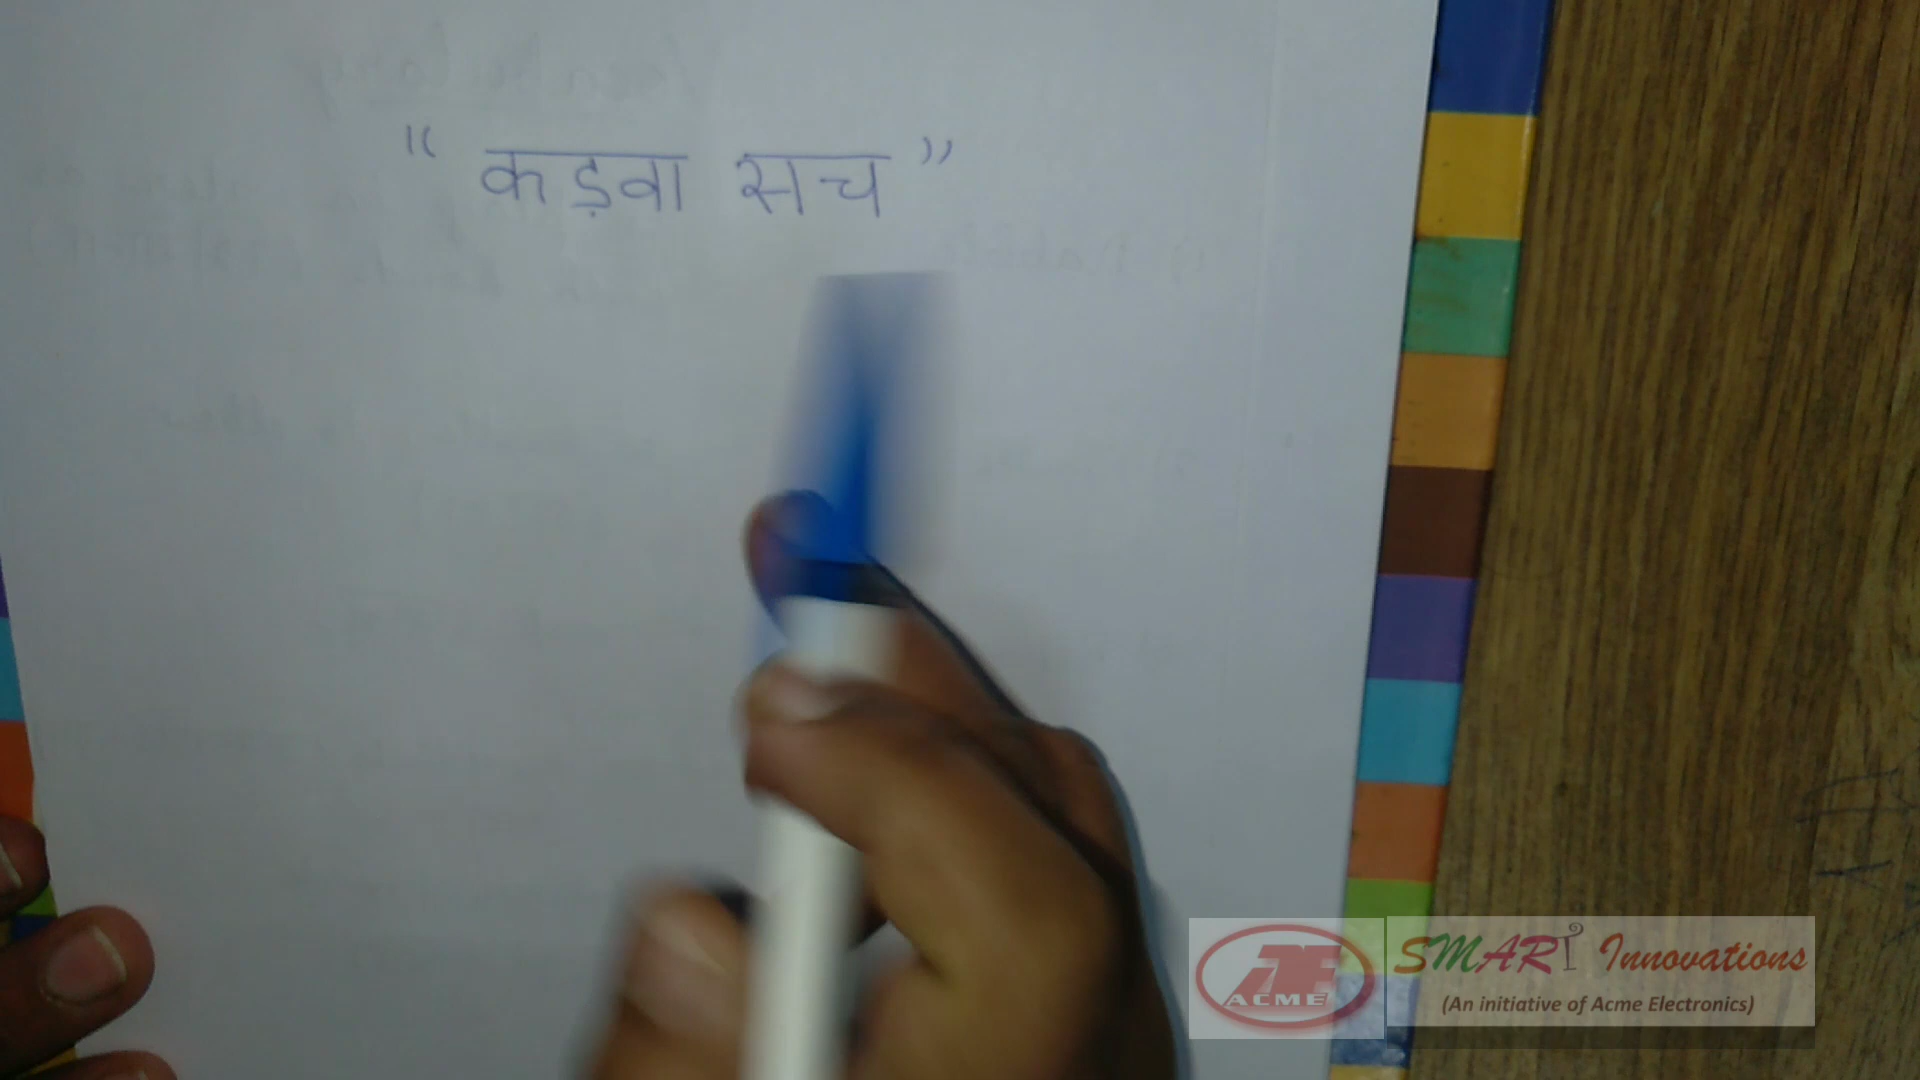 " कड़वा सच "
ACME
SMART Innovations
(An initiative of Acme Electronics)